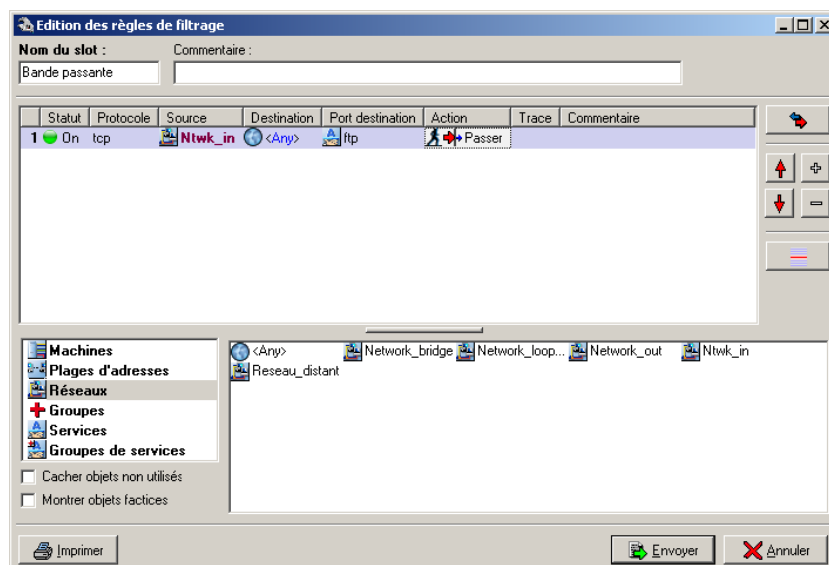 Edition des règles de filtrage
Nom du slot :
Commentaire :
Bande passante
Statut Protocole Source Destination Port destination Action Trace Commentaire
1 On tcp Ntwk_in <Any> ftp Passer
Machines
Plages d'adresses
Réseaux
Groupes
Services
Groupes de services
<Any> Network_bridge Network_loop... Network_out Ntwk_in
Reseau_distant
Cacher objets non utilisés
Montrer objets factices
Imprimer
Envoyer
Annuler